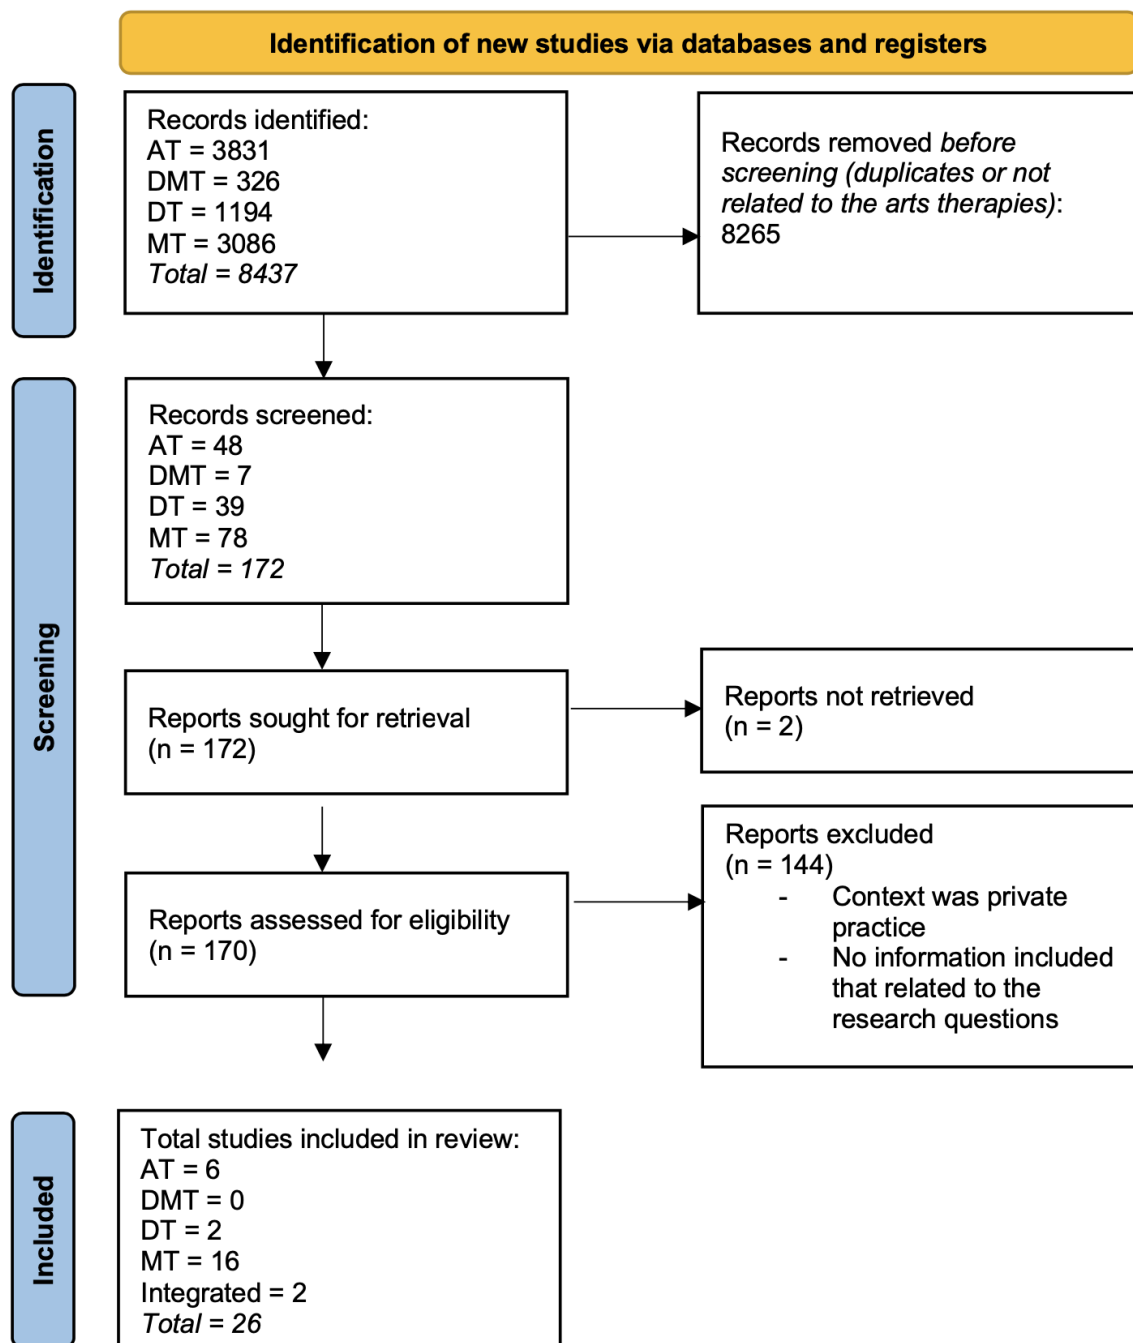 Identification of new studies via databases and registers
Identification
Records identified:
AT = 3831
DMT = 326
DT = 1194
MT = 3086
Total = 8437
Records removed before
screening (duplicates or not
related to the arts therapies):
8265
Screening
Records screened:
AT = 48
DMT = 7
DT = 39
MT = 78
Total = 172
Reports sought for retrieval
(n = 172)
Reports not retrieved
(n = 2)
Reports assessed for eligibility
(n = 170)
Reports excluded
(n = 144)
- Context was private
practice
- No information included
that related to the
research questions
Included
Total studies included in review:
AT = 6
DMT = 0
DT = 2
MT = 16
Integrated = 2
Total = 26